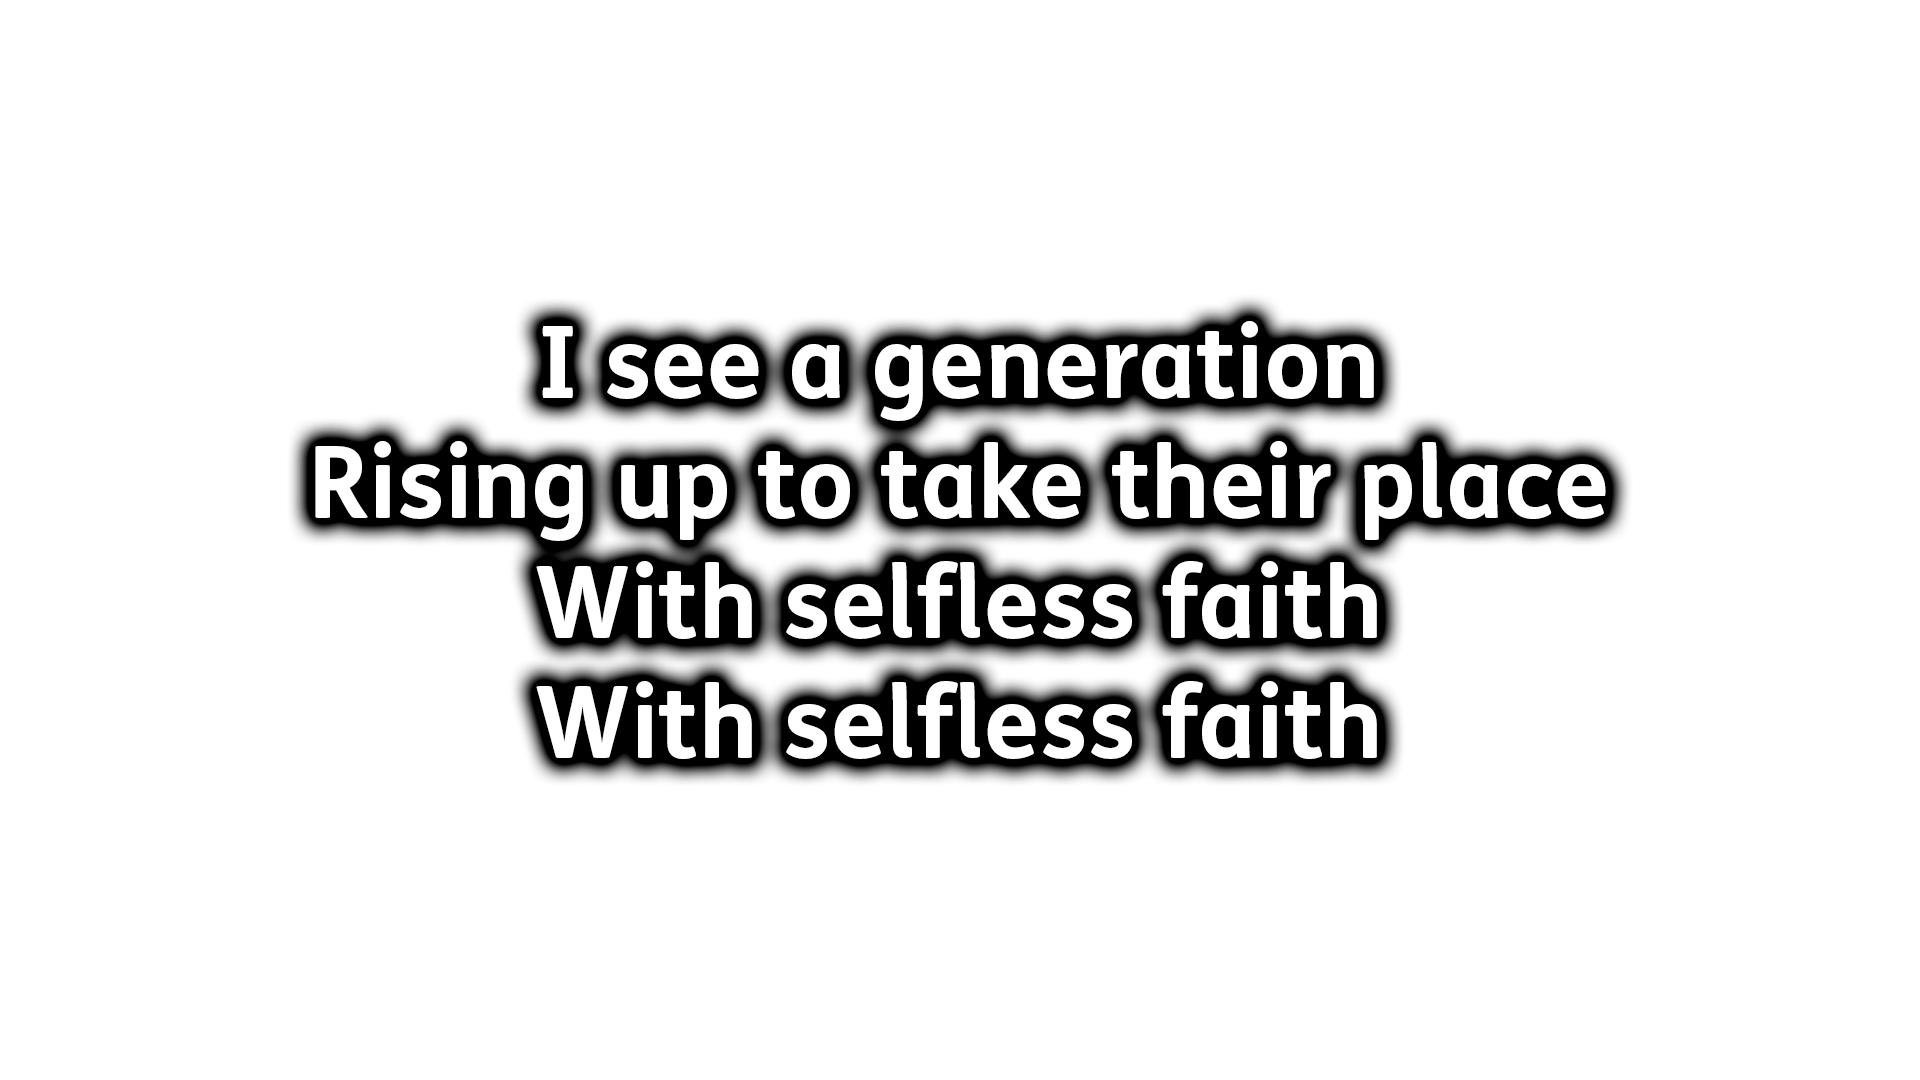 I see a generation
Rising up to take their place
With selfless faith
With selfless faith